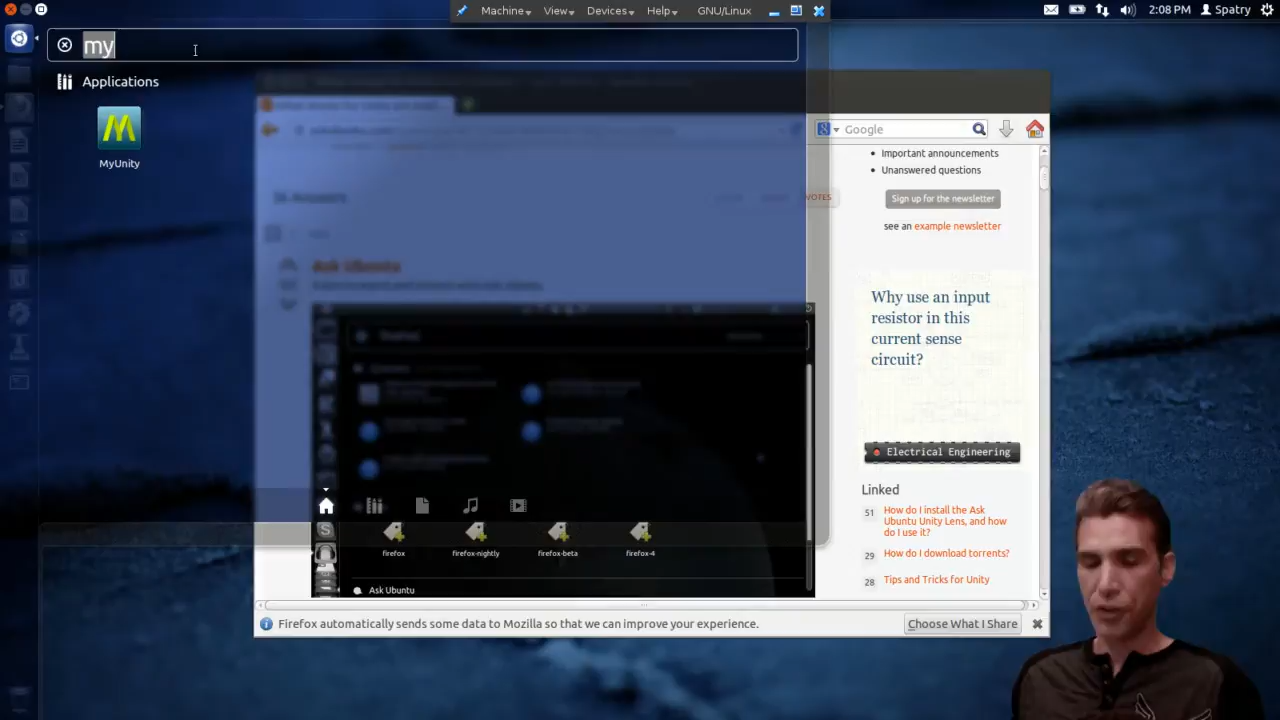 Machine
View
Devices
Help
GNU/Linux
2:08 PM
Spatry
my
Applications
MyUnity
Google
Important announcements
Unanswered questions
VOTES
Sign up for the newsletter
see an example newsletter
Ask Ubuntu
Why use an input
resistor in this
current sense
circuit?
Electrical Engineering
Linked
51 How do I install the Ask
Ubuntu Unity Lens, and how
do I use it?
29 How do I download torrents?
28 Tips and Tricks for Unity
firefox
firefox-nightly
firefox-beta
firefox-4
Ask Ubuntu
Firefox automatically sends some data to Mozilla so that we can improve your experience.
Choose What I Share